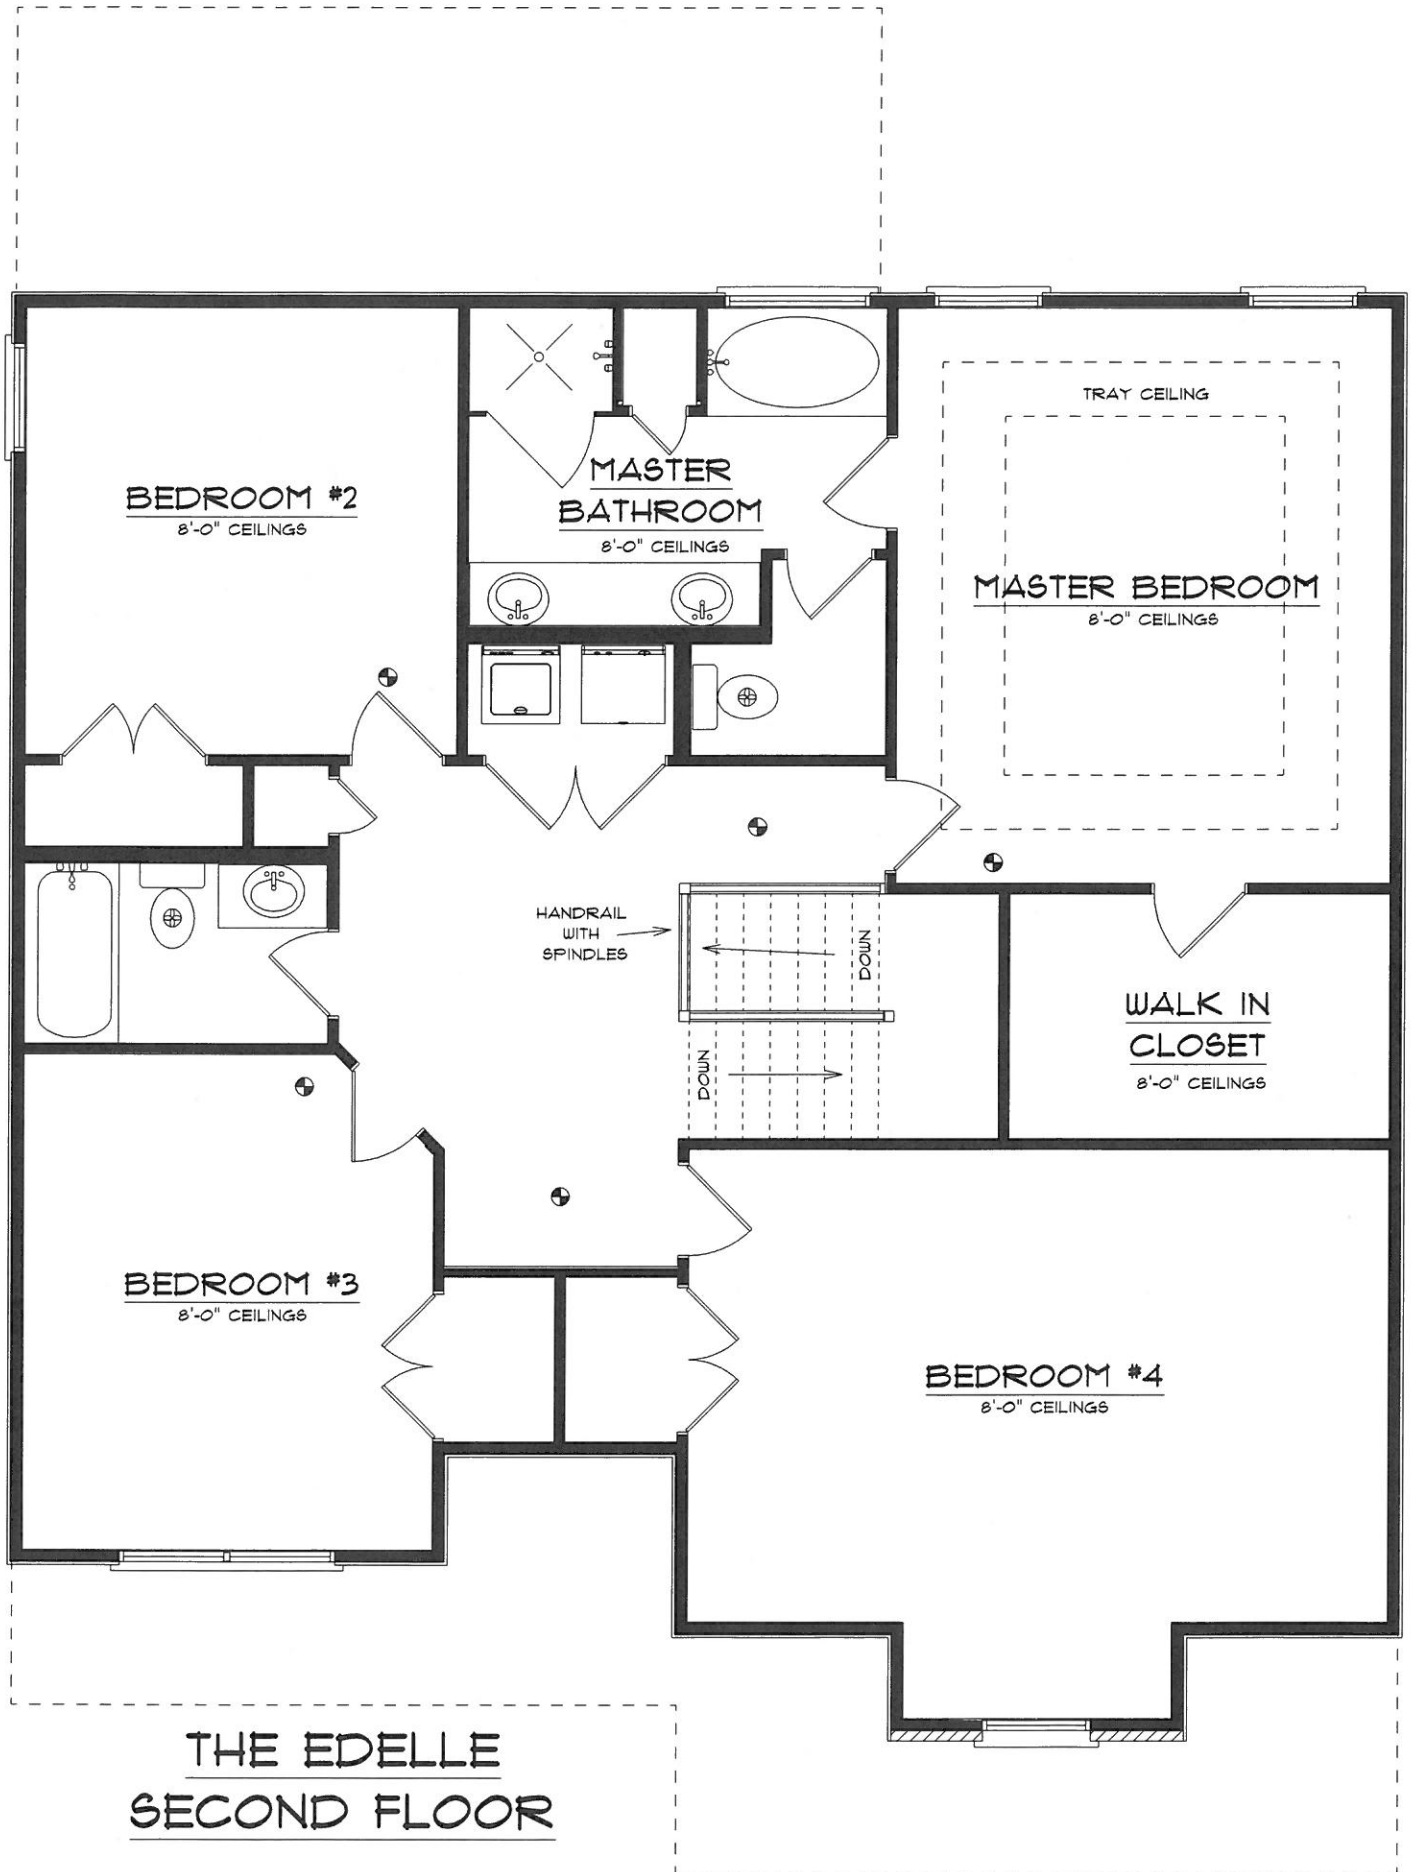 TRAY CEILING
MASTER
BATHROOM
8'-0" CEILINGS
BEDROOM #2
8'-0" CEILINGS
MASTER BEDROOM
8'-0" CEILINGS
HANDRAIL
WITH
SPINDLES
DOWN
DOWN
WALK IN
CLOSET
8'-0" CEILINGS
BEDROOM #3
8'-0" CEILINGS
BEDROOM #4
8'-0" CEILINGS
THE EDELLE
SECOND FLOOR